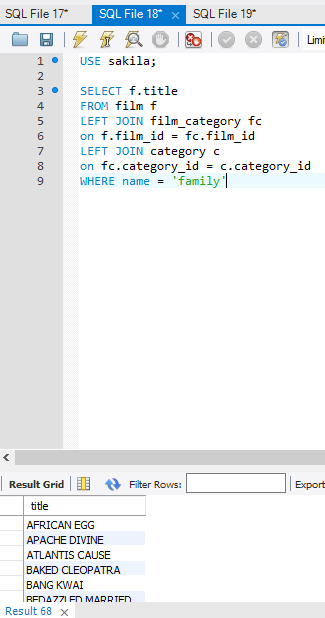 SQL File 17* SQL File 18* × SQL File 19*
Limi
1 USE sakila;
2
3 SELECT f.title
4 FROM film f
5 LEFT JOIN film_category fc
6 on f.film_id = fc.film_id
7 LEFT JOIN category c
8 on fc.category_id = c.category_id
9 WHERE name = 'family'
Result Grid Filter Rows: Export
title
AFRICAN EGG
APACHE DIVINE
ATLANTIS CAUSE
BAKED CLEOPATRA
BANG KWAI
BEDAZZLED MARRIED
Result 68 ×